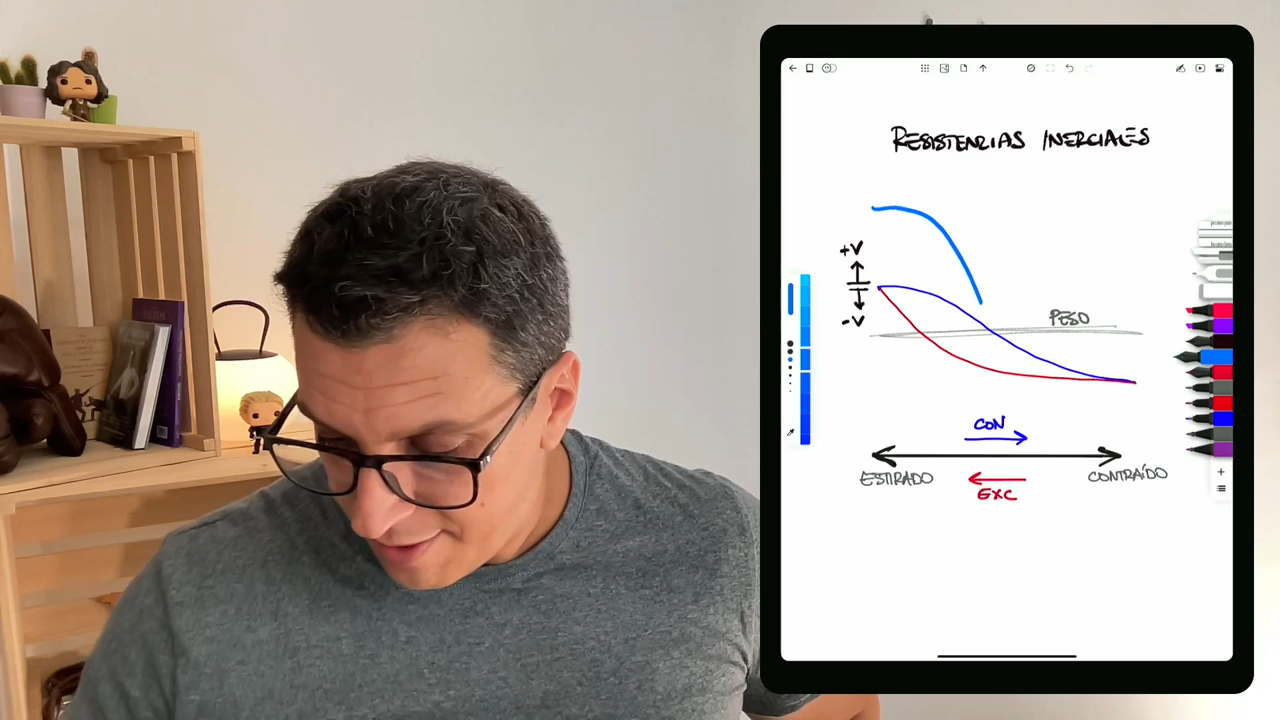 RESISTENCIAS INERCIALES
+V
-V
PESO
CON
ESTIRADO
CONTRAÍDO
EXC